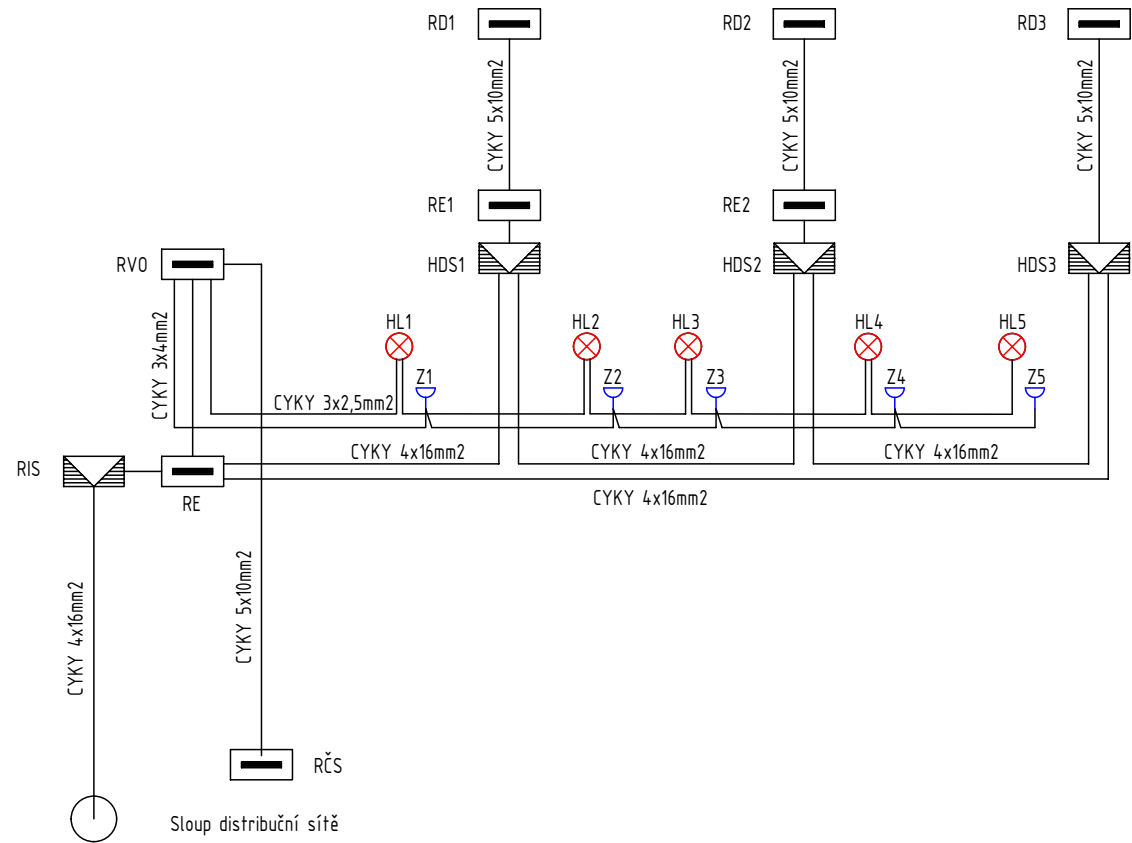 RD1
RD2
RD3
CYKY 5x10mm2
CYKY 5x10mm2
CYKY 5x10mm2
RE1
RE2
RVO
HDS1
HDS2
HDS3
HL1
HL2
HL3
HL4
HL5
CYKY 3x4mm2
Z1
Z2
Z3
Z4
Z5
CYKY 3x2,5mm2
CYKY 4x16mm2
CYKY 4x16mm2
CYKY 4x16mm2
RIS
RE
CYKY 4x16mm2
CYKY 4x16mm2
CYKY 5x10mm2
RČS
Sloup distribuční sítě